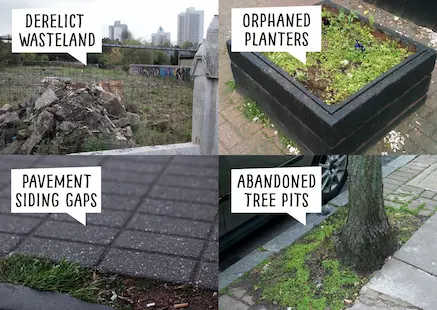 DERELICT
WASTELAND
ORPHANED
PLANTERS
PAVEMENT
SIDING GAPS
ABANDONED
TREE PITS